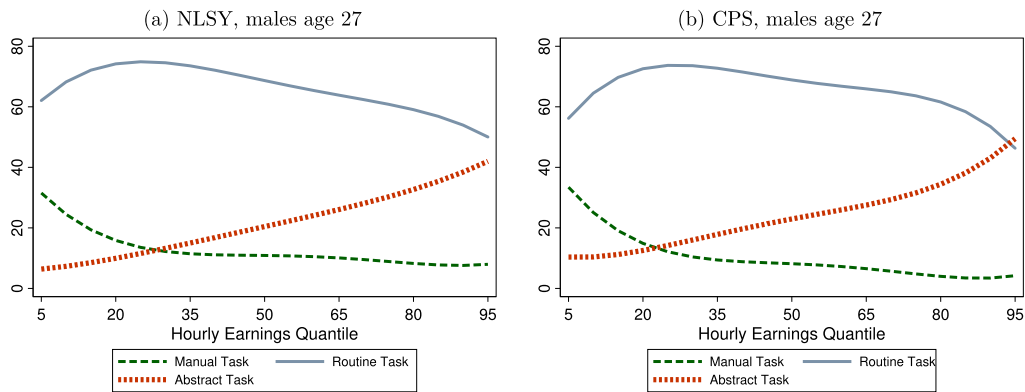 (a) NLSY, males age 27
80
60
40
20
0
5 20 35 50 65 80 95
Hourly Earnings Quantile
Manual Task Routine Task
Abstract Task
(b) CPS, males age 27
80
60
40
20
0
5 20 35 50 65 80 95
Hourly Earnings Quantile
Manual Task Routine Task
Abstract Task